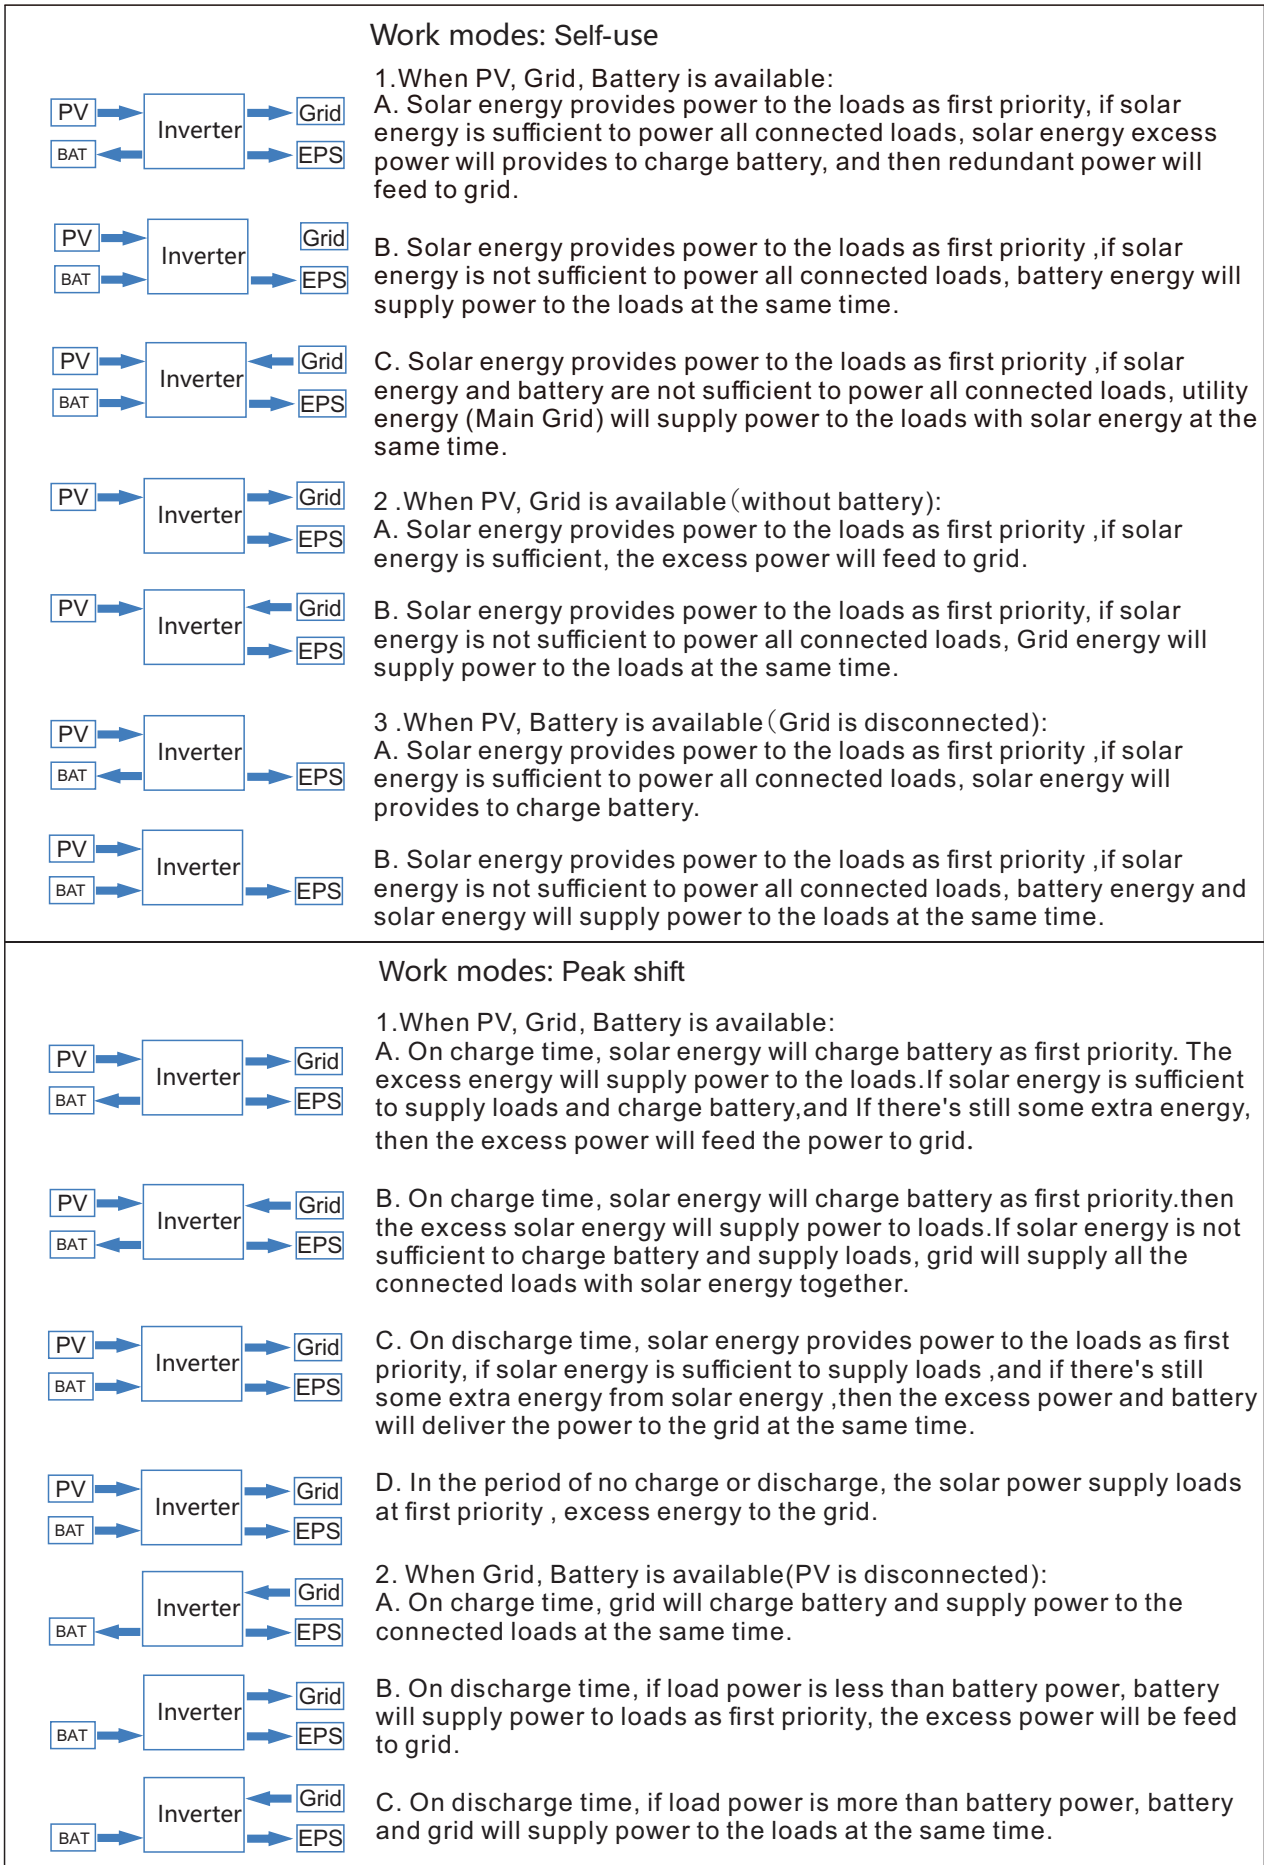 Work modes: Self-use
1.When PV, Grid, Battery is available:
A. Solar energy provides power to the loads as first priority, if solar
energy is sufficient to power all connected loads, solar energy excess
power will provides to charge battery, and then redundant power will
feed to grid.
PV Inverter Grid
BAT EPS
B. Solar energy provides power to the loads as first priority ,if solar
energy is not sufficient to power all connected loads, battery energy will
supply power to the loads at the same time.
PV Inverter Grid
BAT EPS
C. Solar energy provides power to the loads as first priority ,if solar
energy and battery are not sufficient to power all connected loads, utility
energy (Main Grid) will supply power to the loads with solar energy at the
same time.
PV Inverter Grid
BAT EPS
2 .When PV, Grid is available（without battery):
A. Solar energy provides power to the loads as first priority ,if solar
energy is sufficient, the excess power will feed to grid.
PV Inverter Grid
EPS
B. Solar energy provides power to the loads as first priority, if solar
energy is not sufficient to power all connected loads, Grid energy will
supply power to the loads at the same time.
PV Inverter Grid
EPS
3 .When PV, Battery is available（Grid is disconnected):
A. Solar energy provides power to the loads as first priority ,if solar
energy is sufficient to power all connected loads, solar energy will
provides to charge battery.
PV Inverter
BAT EPS
B. Solar energy provides power to the loads as first priority ,if solar
energy is not sufficient to power all connected loads, battery energy and
solar energy will supply power to the loads at the same time.
PV Inverter
BAT EPS
Work modes: Peak shift
1.When PV, Grid, Battery is available:
A. On charge time, solar energy will charge battery as first priority. The
excess energy will supply power to the loads.If solar energy is sufficient
to supply loads and charge battery,and If there's still some extra energy,
then the excess power will feed the power to grid.
PV Inverter Grid
BAT EPS
B. On charge time, solar energy will charge battery as first priority.then
the excess solar energy will supply power to loads.If solar energy is not
sufficient to charge battery and supply loads, grid will supply all the
connected loads with solar energy together.
PV Inverter Grid
BAT EPS
C. On discharge time, solar energy provides power to the loads as first
priority, if solar energy is sufficient to supply loads ,and if there's still
some extra energy from solar energy ,then the excess power and battery
will deliver the power to the grid at the same time.
PV Inverter Grid
BAT EPS
D. In the period of no charge or discharge, the solar power supply loads
at first priority , excess energy to the grid.
PV Inverter Grid
BAT EPS
2. When Grid, Battery is available(PV is disconnected):
A. On charge time, grid will charge battery and supply power to the
connected loads at the same time.
Inverter Grid
BAT EPS
B. On discharge time, if load power is less than battery power, battery
will supply power to loads as first priority, the excess power will be feed
to grid.
Inverter Grid
BAT EPS
C. On discharge time, if load power is more than battery power, battery
and grid will supply power to the loads at the same time.
Inverter Grid
BAT EPS